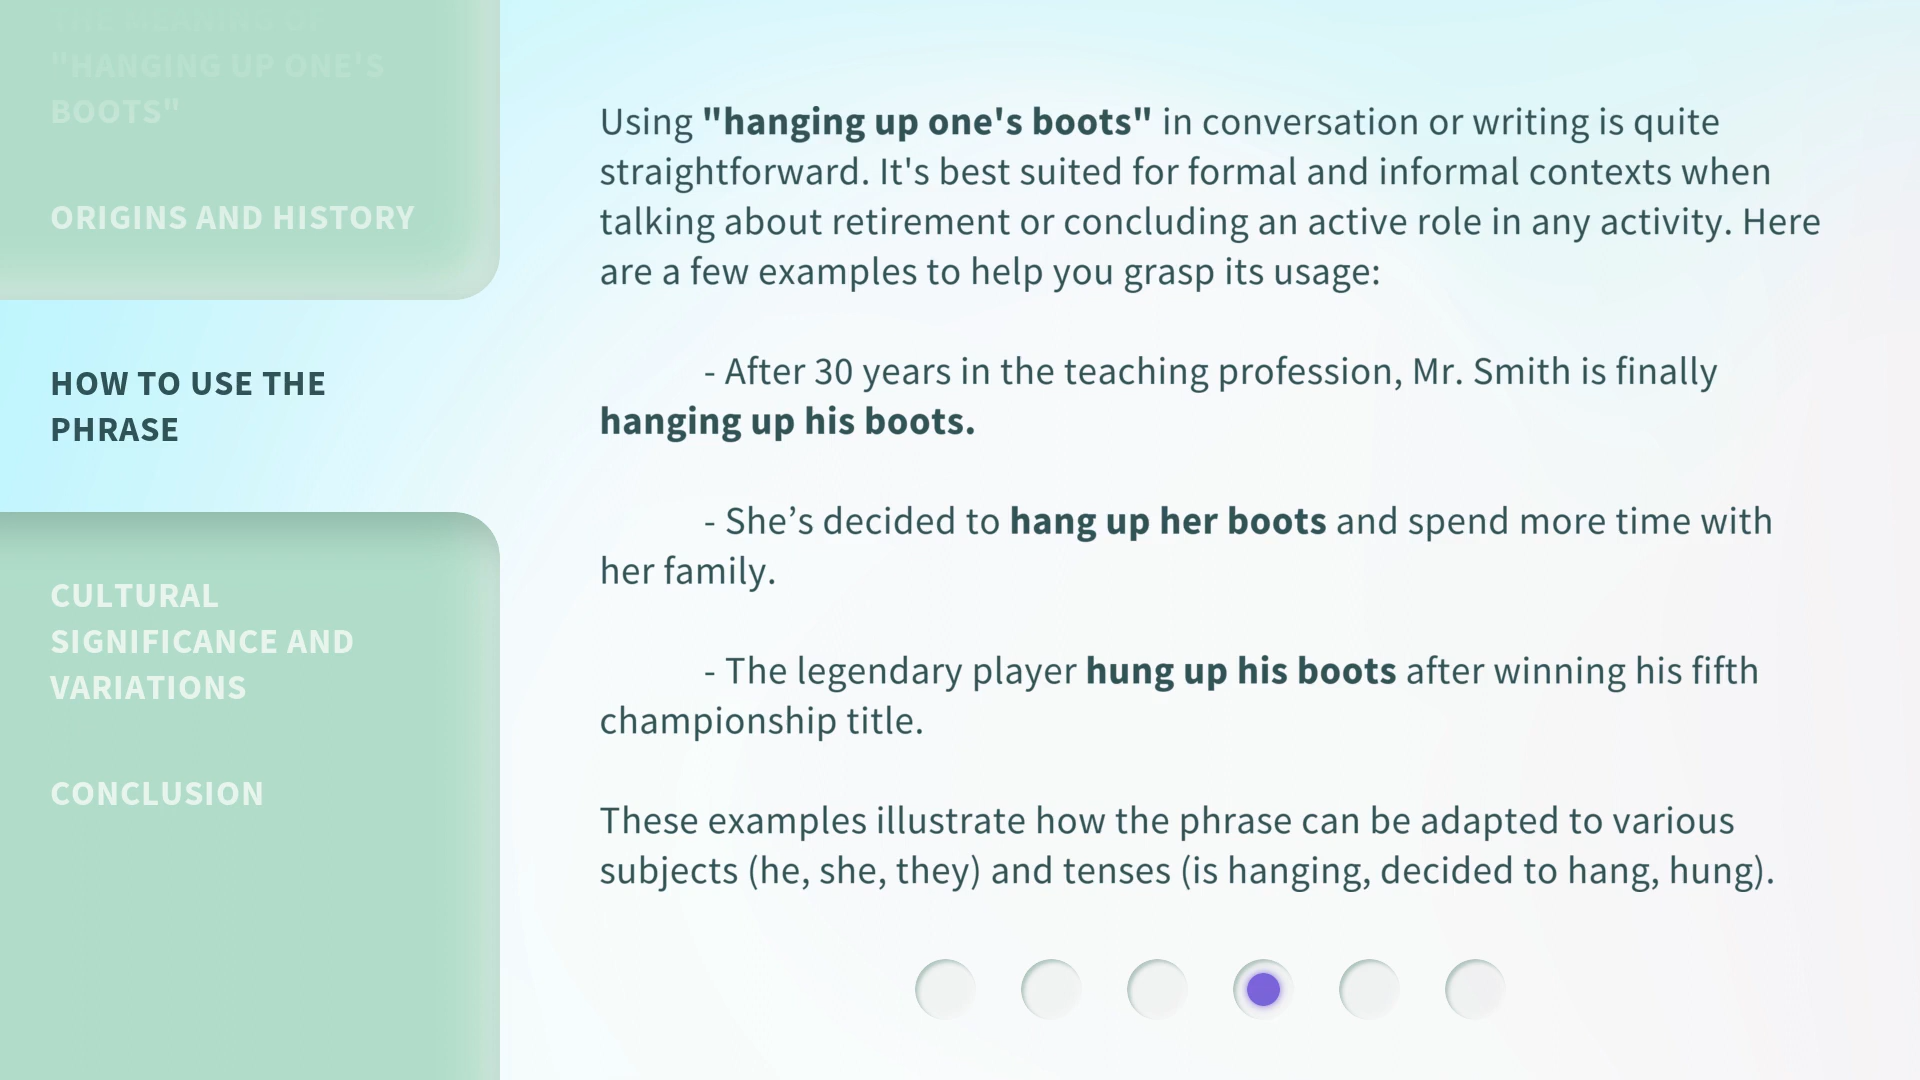 THE MEANING OF
"HANGING UP ONE'S
BOOTS"
ORIGINS AND HISTORY
HOW TO USE THE
PHRASE
CULTURAL
SIGNIFICANCE AND
VARIATIONS
CONCLUSION
Using "hanging up one's boots" in conversation or writing is quite
straightforward. It's best suited for formal and informal contexts when
talking about retirement or concluding an active role in any activity. Here
are a few examples to help you grasp its usage:
- After 30 years in the teaching profession, Mr. Smith is finally
hanging up his boots.
- She’s decided to hang up her boots and spend more time with
her family.
- The legendary player hung up his boots after winning his fifth
championship title.
These examples illustrate how the phrase can be adapted to various
subjects (he, she, they) and tenses (is hanging, decided to hang, hung).